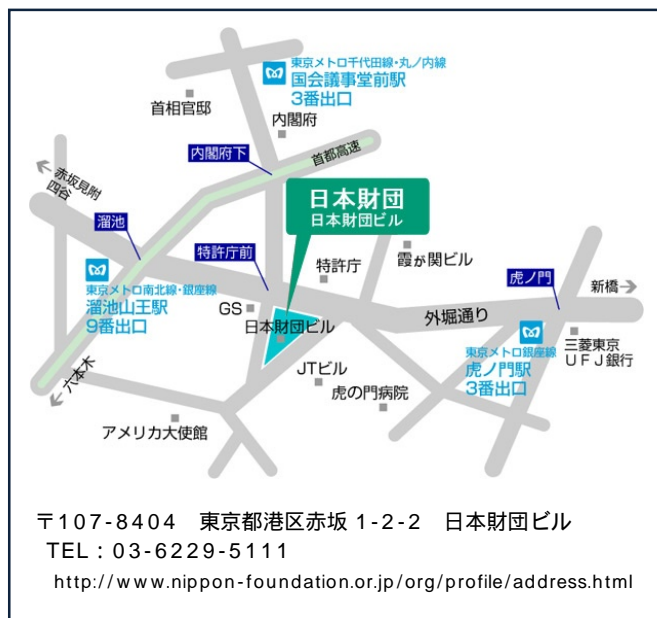 東京メトロ千代田線・丸ノ内線
国会議事堂前駅
3番出口
首相官邸
内閣府
内閣府下
首都高速
←
赤坂見附
四谷
日本財団
日本財団ビル
溜池
特許庁前
特許庁
霞が関ビル
虎ノ門
新橋→
東京メトロ南北線・銀座線
溜池山王駅
9番出口
GS
日本財団ビル
外堀通り
東京メトロ銀座線
虎ノ門駅
3番出口
三菱東京
UFJ銀行
JTビル
虎の門病院
←六本木
アメリカ大使館
〒107-8404 東京都港区赤坂 1-2-2 日本財団ビル
TEL：03-6229-5111
http://www.nippon-foundation.or.jp/org/profile/address.html